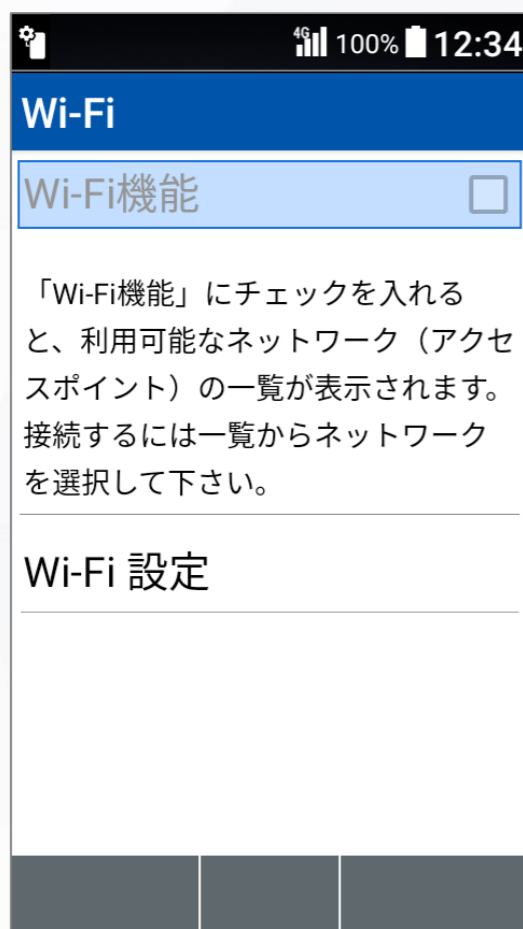 4G 100% 12:34
Wi-Fi
Wi-Fi機能
「Wi-Fi機能」にチェックを入れる
と、利用可能なネットワーク（アクセ
スポイント）の一覧が表示されます。
接続するには一覧からネットワーク
を選択して下さい。
Wi-Fi 設定